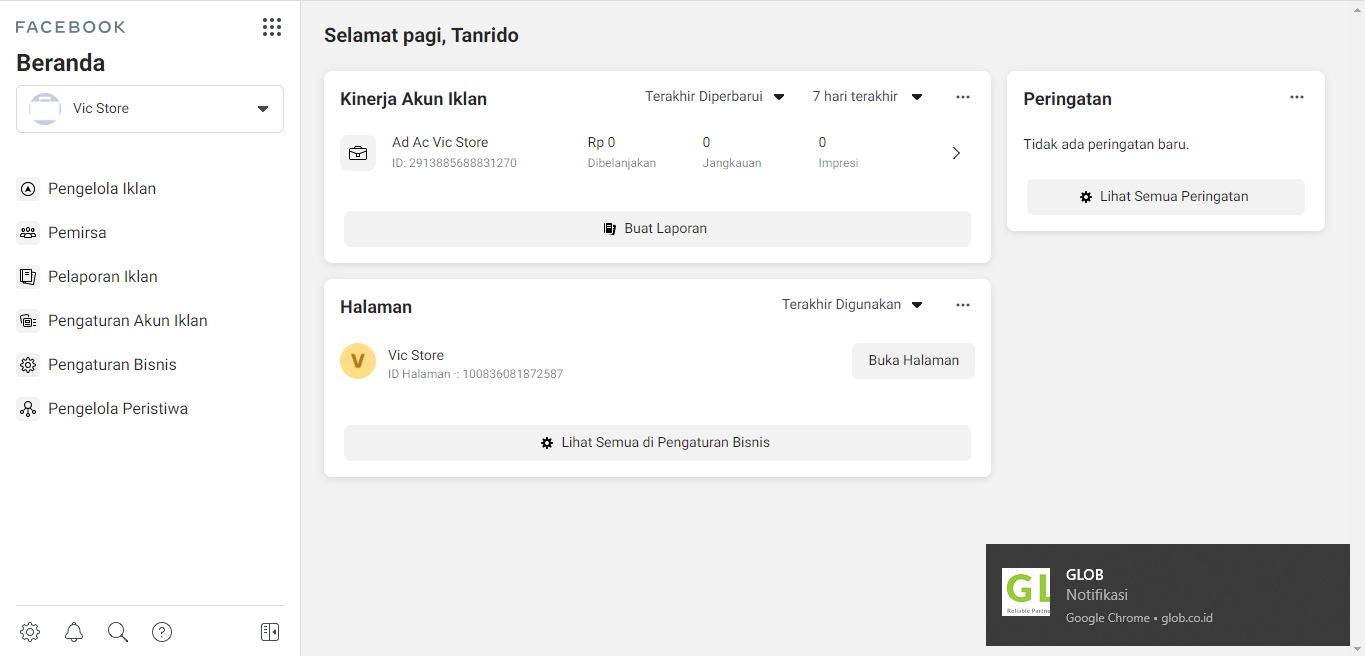 FACEBOOK
Beranda
Vic Store
Pengelola Iklan
Pemirsa
Pelaporan Iklan
Pengaturan Akun Iklan
Pengaturan Bisnis
Pengelola Peristiwa
Selamat pagi, Tanrido
Kinerja Akun Iklan
Terakhir Diperbarui
7 hari terakhir
Ad Ac Vic Store
ID: 2913885688831270
Rp 0
Dibelanjakan
0
Jangkauan
0
Impresi
Buat Laporan
Halaman
Terakhir Digunakan
V
Vic Store
ID Halaman ·: 100836081872587
Buka Halaman
Lihat Semua di Pengaturan Bisnis
Peringatan
Tidak ada peringatan baru.
Lihat Semua Peringatan
GL
Reliable Partne
GLOB
Notifikasi
Google Chrome • glob.co.id